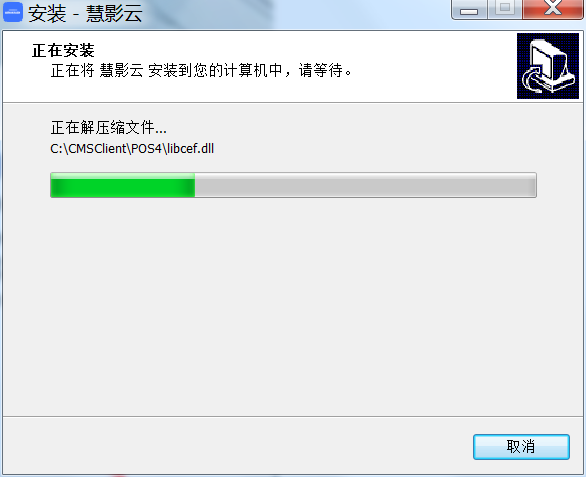 安装 - 慧影云
正在安装
正在将 慧影云 安装到您的计算机中，请等待。
正在解压缩文件...
C:\CMSClient\POS4\libcef.dll
取消